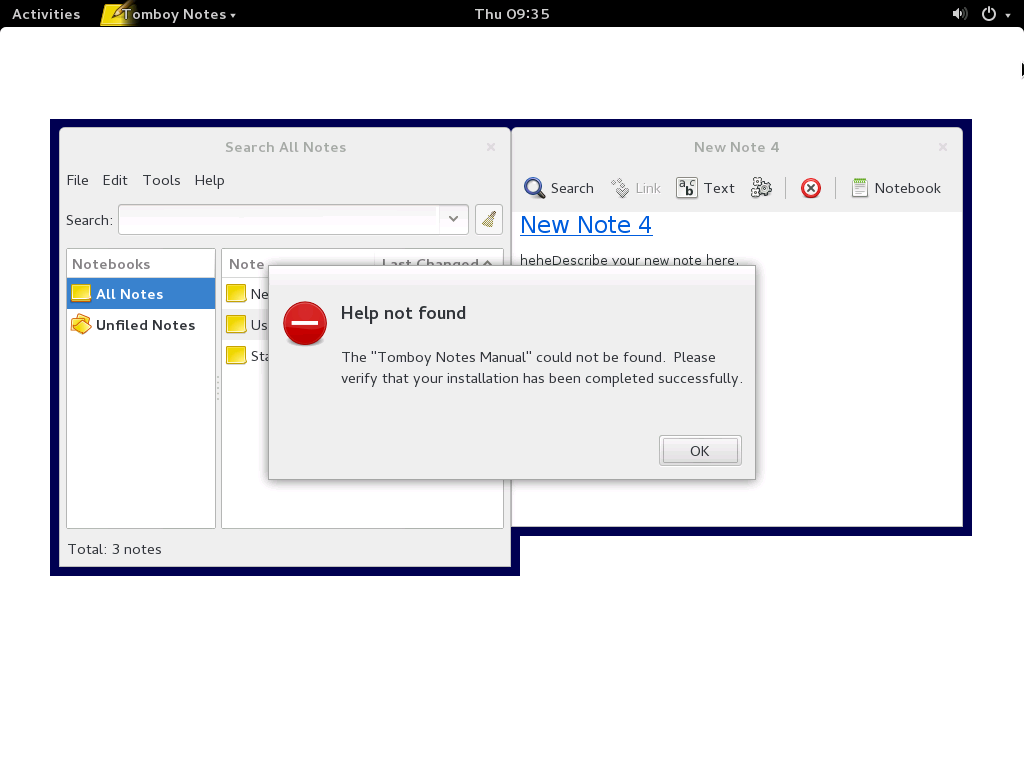 Activities
Tomboy Notes
Thu 09:35
Search All Notes
File Edit Tools Help
Search:
Notebooks
All Notes
Unfiled Notes
Note Last Changed
Total: 3 notes
New Note 4
Search Link Text Notebook
New Note 4
heheDescribe your new note here.
Help not found
The "Tomboy Notes Manual" could not be found. Please
verify that your installation has been completed successfully.
OK